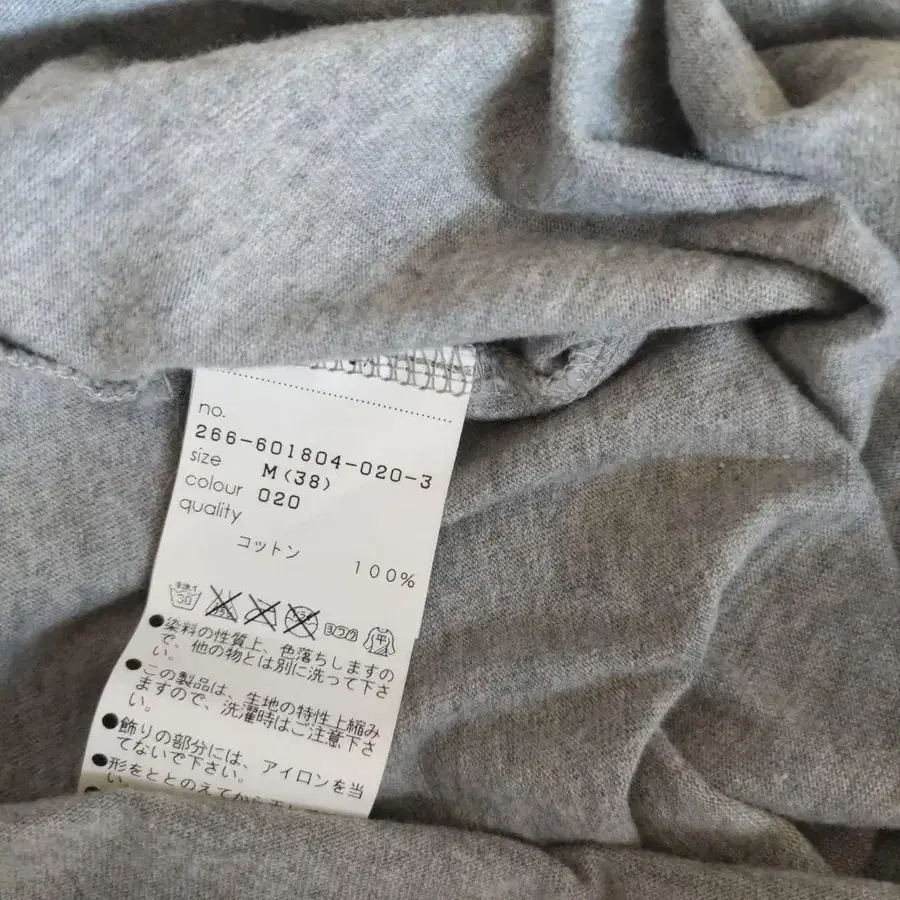 no.
266-601804-020-3
size M(38)
colour 020
quality
コットン
100%
手洗イ
30
ヨワク
平
●染料の性質上、色落ちしますの
で、他の物とは別に洗って下さ
い。
●この製品は、生地の特性上縮み
ますので、洗濯時はご注意下さ
い。
●飾りの部分には、アイロンを当
てないで下さい。
●形をととのえてから
い